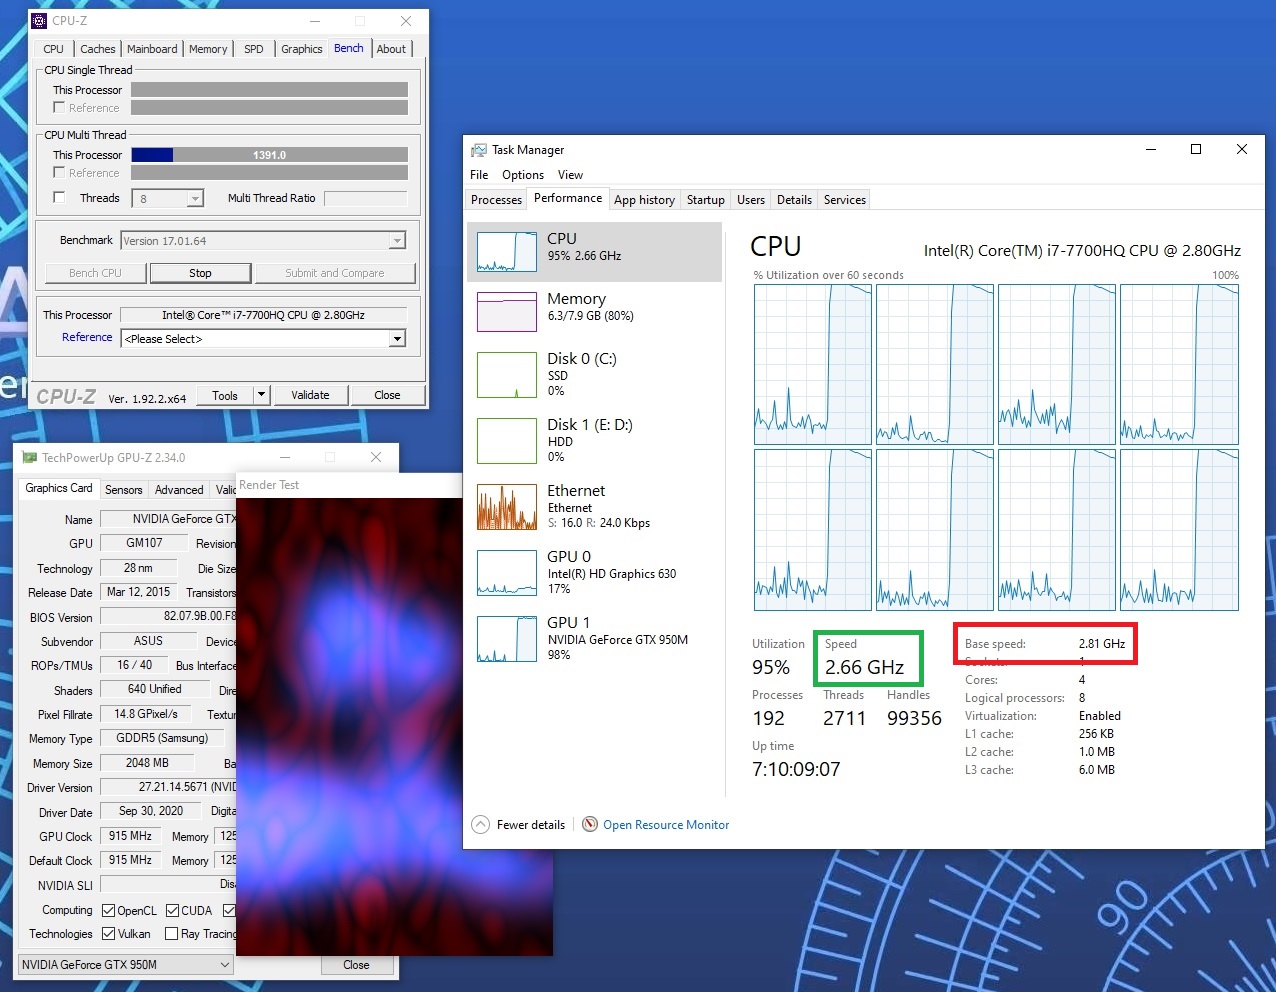 CPU-Z
CPU Caches Mainboard Memory SPD Graphics Bench About
CPU Single Thread
This Processor
Reference
CPU Multi Thread
This Processor 1391.0
Reference
Threads 8 Multi Thread Ratio
Benchmark Version 17.01.64
Bench CPU Stop Submit and Compare
This Processor Intel® Core™ i7-7700HQ CPU @ 2.80GHz
Reference <Please Select>
CPU-Z Ver. 1.92.2.x64 Tools Validate Close
TechPowerUp GPU-Z 2.34.0
Graphics Card Sensors Advanced Valid
Name NVIDIA GeForce GTX
GPU GM107 Revision
Technology 28 nm Die Size
Release Date Mar 12, 2015 Transistors
BIOS Version 82.07.9B.00.F8
Subvendor ASUS Device
ROPs/TMUs 16 / 40 Bus Interface
Shaders 640 Unified Dire
Pixel Fillrate 14.8 GPixel/s Textur
Memory Type GDDR5 (Samsung)
Memory Size 2048 MB Ba
Driver Version 27.21.14.5671 (NVID
Driver Date Sep 30, 2020 Digita
GPU Clock 915 MHz Memory 125
Default Clock 915 MHz Memory 125
NVIDIA SLI Disa
Computing OpenCL CUDA
Technologies Vulkan Ray Tracing
NVIDIA GeForce GTX 950M Close
Render Test
Task Manager
File Options View
Processes Performance App history Startup Users Details Services
CPU
95% 2.66 GHz
Memory
6.3/7.9 GB (80%)
Disk 0 (C:)
SSD
0%
Disk 1 (E: D:)
HDD
0%
Ethernet
Ethernet
S: 16.0 R: 24.0 Kbps
GPU 0
Intel(R) HD Graphics 630
17%
GPU 1
NVIDIA GeForce GTX 950M
98%
CPU Intel(R) Core(TM) i7-7700HQ CPU @ 2.80GHz
% Utilization over 60 seconds 100%
Utilization Speed
95% 2.66 GHz
Processes Threads Handles
192 2711 99356
Up time
7:10:09:07
Base speed: 2.81 GHz
Sockets: 1
Cores: 4
Logical processors: 8
Virtualization: Enabled
L1 cache: 256 KB
L2 cache: 1.0 MB
L3 cache: 6.0 MB
Fewer details Open Resource Monitor
90